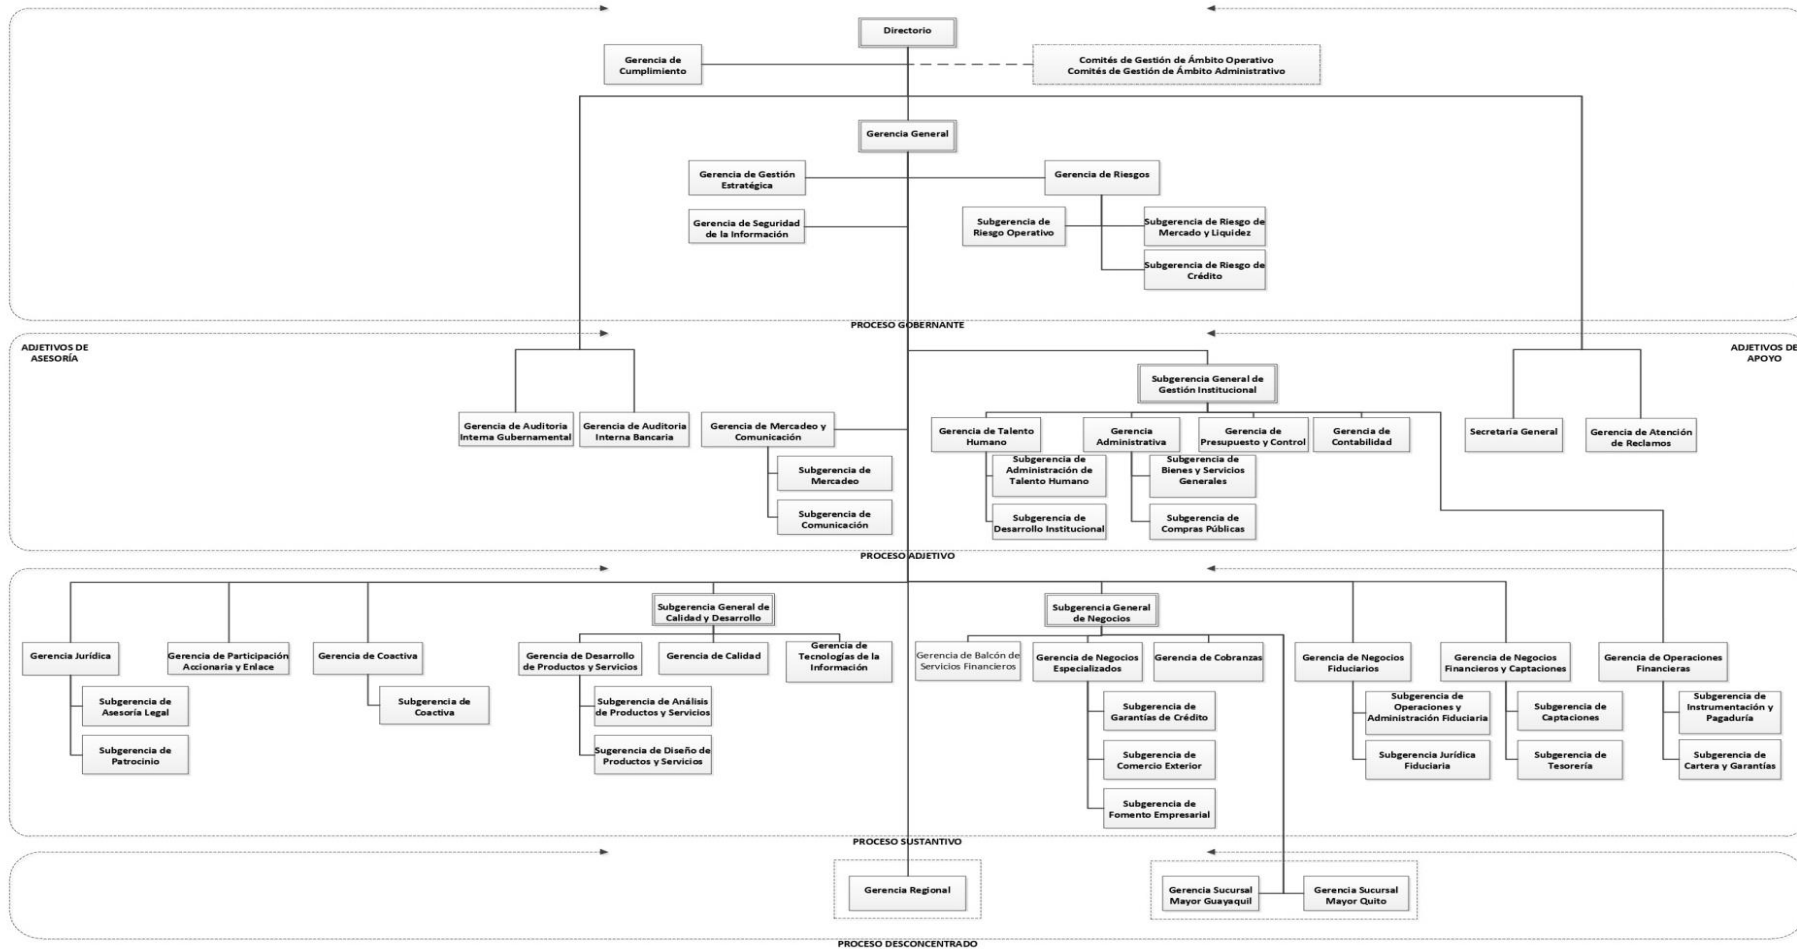 Directorio
Gerencia de
Cumplimiento
Comités de Gestión de Ámbito Operativo
Comités de Gestión de Ámbito Administrativo
Gerencia General
Gerencia de Gestión
Estratégica
Gerencia de Riesgos
Gerencia de Seguridad
de la Información
Subgerencia de
Riesgo Operativo
Subgerencia de Riesgo de
Mercado y Liquidez
Subgerencia de Riesgo de
Crédito
PROCESO GOBERNANTE
ADJETIVOS DE
ASESORÍA
ADJETIVOS DE
APOYO
Subgerencia General de
Gestión Institucional
Gerencia de Auditoria
Interna Gubernamental
Gerencia de Auditoria
Interna Bancaria
Gerencia de Mercadeo y
Comunicación
Gerencia de Talento
Humano
Gerencia
Administrativa
Gerencia de
Presupuesto y Control
Gerencia de
Contabilidad
Secretaría General
Gerencia de Atención
de Reclamos
Subgerencia de
Mercadeo
Subgerencia de
Administración de
Talento Humano
Subgerencia de
Bienes y Servicios
Generales
Subgerencia de
Comunicación
Subgerencia de
Desarrollo Institucional
Subgerencia de
Compras Públicas
PROCESO ADJETIVO
Subgerencia General de
Calidad y Desarrollo
Subgerencia General
de Negocios
Gerencia Jurídica
Gerencia de Participación
Accionaria y Enlace
Gerencia de Coactiva
Gerencia de Desarrollo
de Productos y Servicios
Gerencia de Calidad
Gerencia de
Tecnologías de la
Información
Gerencia de Balcón de
Servicios Financieros
Gerencia de Negocios
Especializados
Gerencia de Cobranzas
Gerencia de Negocios
Fiduciarios
Gerencia de Negocios
Financieros y Captaciones
Gerencia de Operaciones
Financieras
Subgerencia de
Asesoría Legal
Subgerencia de
Coactiva
Subgerencia de Análisis
de Productos y Servicios
Subgerencia de
Garantías de Crédito
Subgerencia de
Operaciones y
Administración Fiduciaria
Subgerencia de
Captaciones
Subgerencia de
Instrumentación y
Pagaduría
Subgerencia de
Patrocinio
Sugerencia de Diseño de
Productos y Servicios
Subgerencia de
Comercio Exterior
Subgerencia Jurídica
Fiduciaria
Subgerencia de
Tesorería
Subgerencia de
Cartera y Garantías
Subgerencia de
Fomento Empresarial
PROCESO SUSTANTIVO
Gerencia Regional
Gerencia Sucursal
Mayor Guayaquil
Gerencia Sucursal
Mayor Quito
PROCESO DESCONCENTRADO